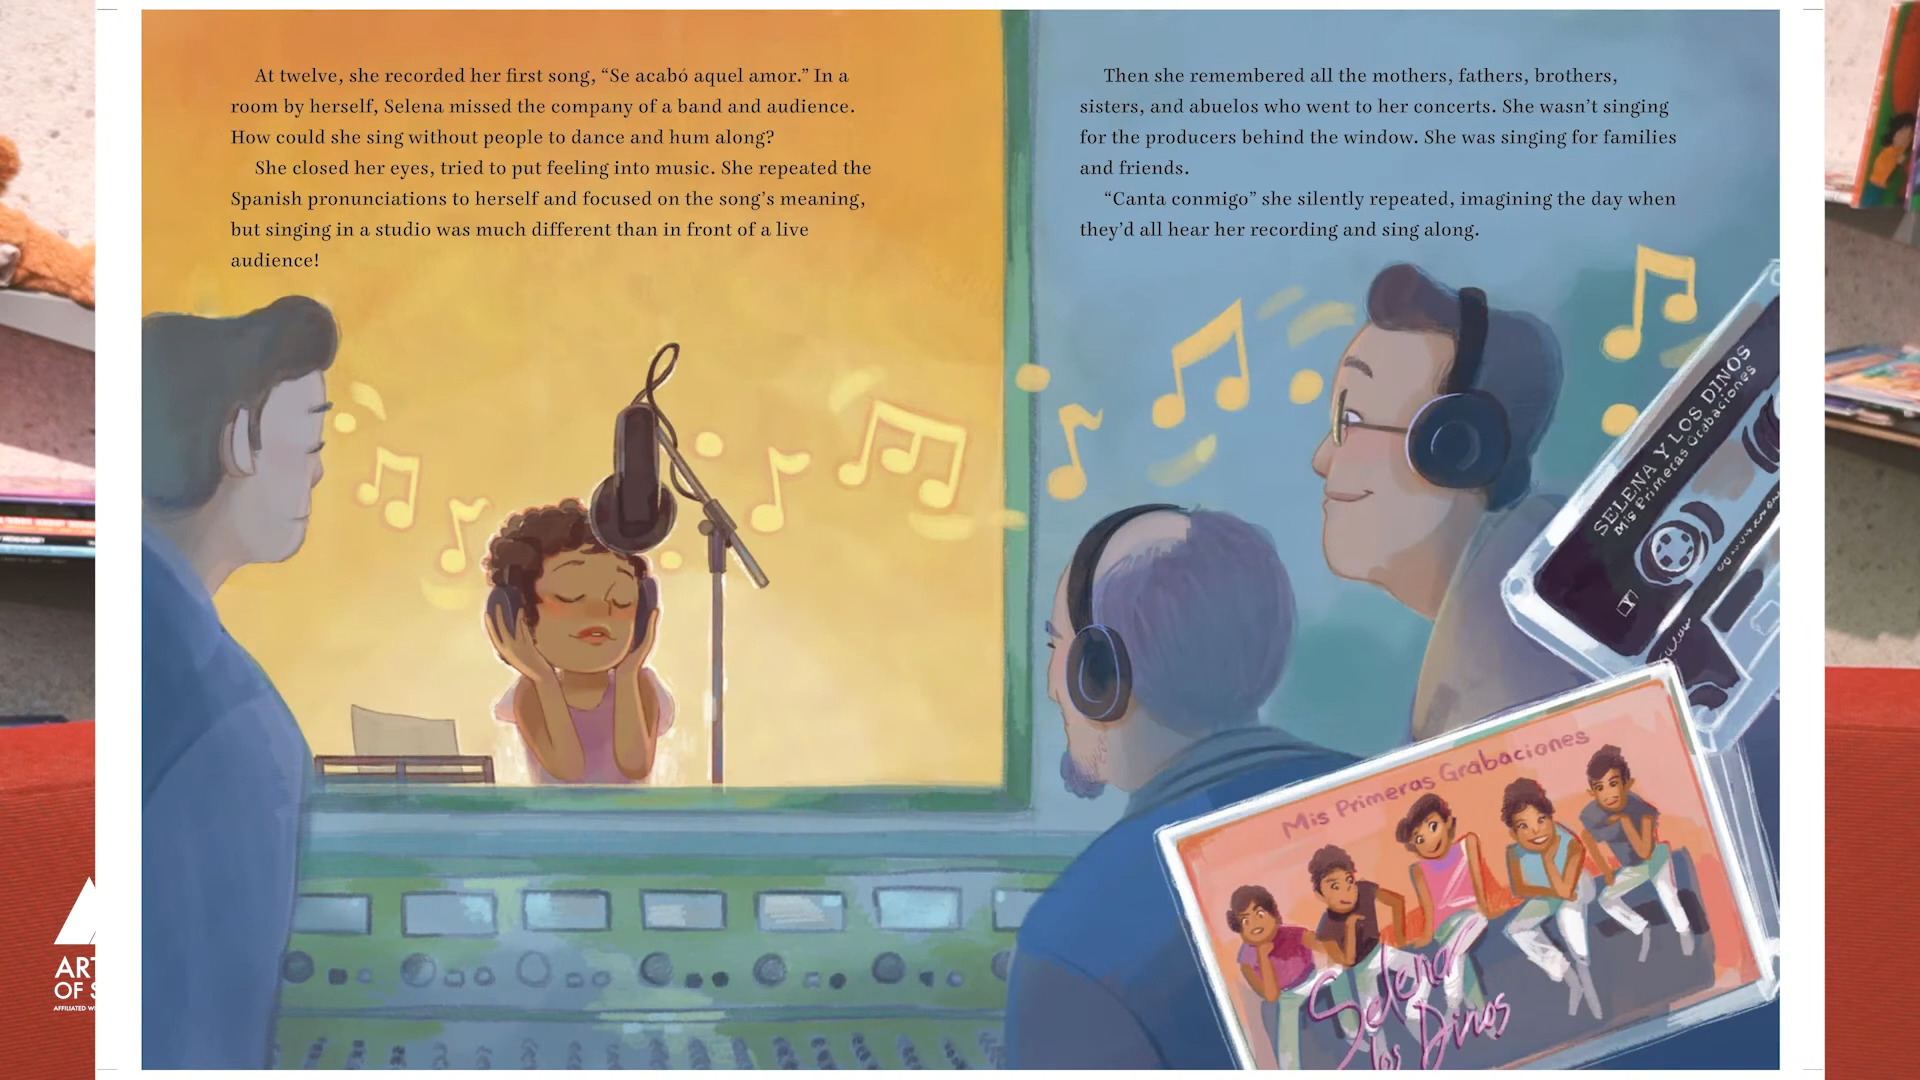 At twelve, she recorded her first song, “Se acabó aquel amor.” In a
room by herself, Selena missed the company of a band and audience.
How could she sing without people to dance and hum along?
She closed her eyes, tried to put feeling into music. She repeated the
Spanish pronunciations to herself and focused on the song’s meaning,
but singing in a studio was much different than in front of a live
audience!
Then she remembered all the mothers, fathers, brothers,
sisters, and abuelos who went to her concerts. She wasn’t singing
for the producers behind the window. She was singing for families
and friends.
“Canta conmigo” she silently repeated, imagining the day when
they’d all hear her recording and sing along.
SELENA Y LOS DINOS
Mis Primeras Grabaciones
Mis Primeras Grabaciones
Selena
los Dinos
ART
OF S
AFFILIATED W